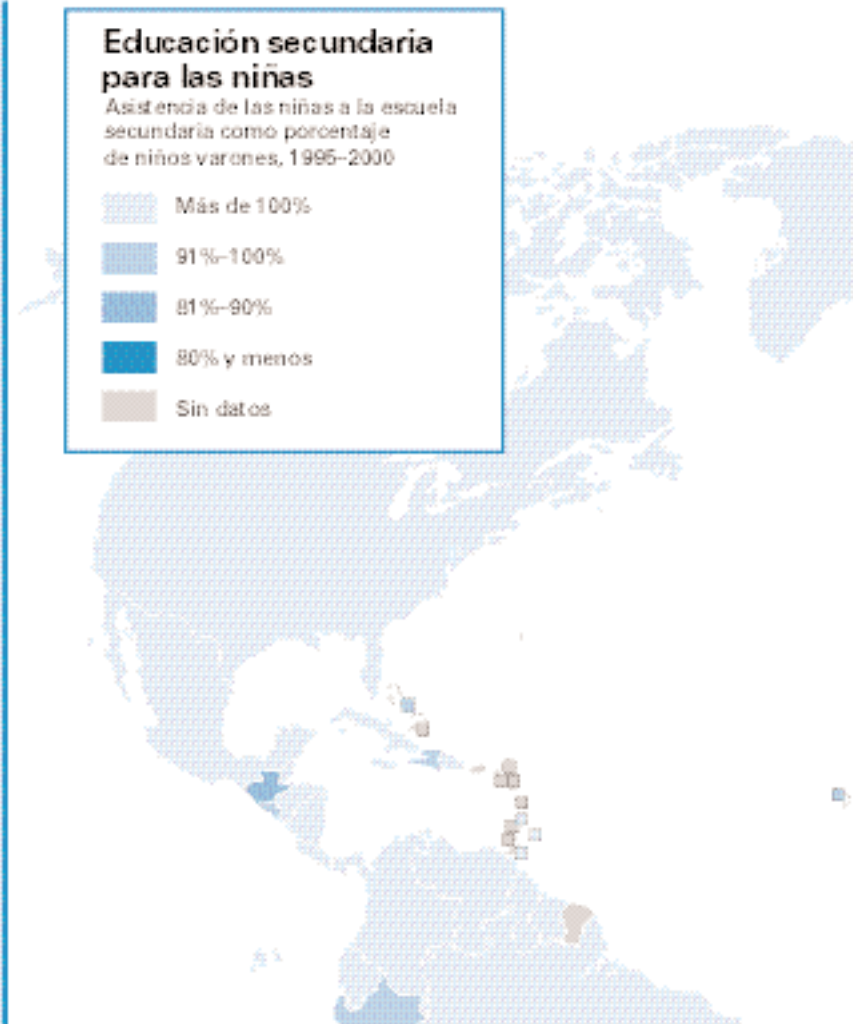 Educación secundaria
para las niñas
Asistencia de las niñas a la escuela
secundaria como porcentaje
de niños varones, 1995–2000
Más de 100%
91%–100%
81%–90%
80% y menos
Sin datos